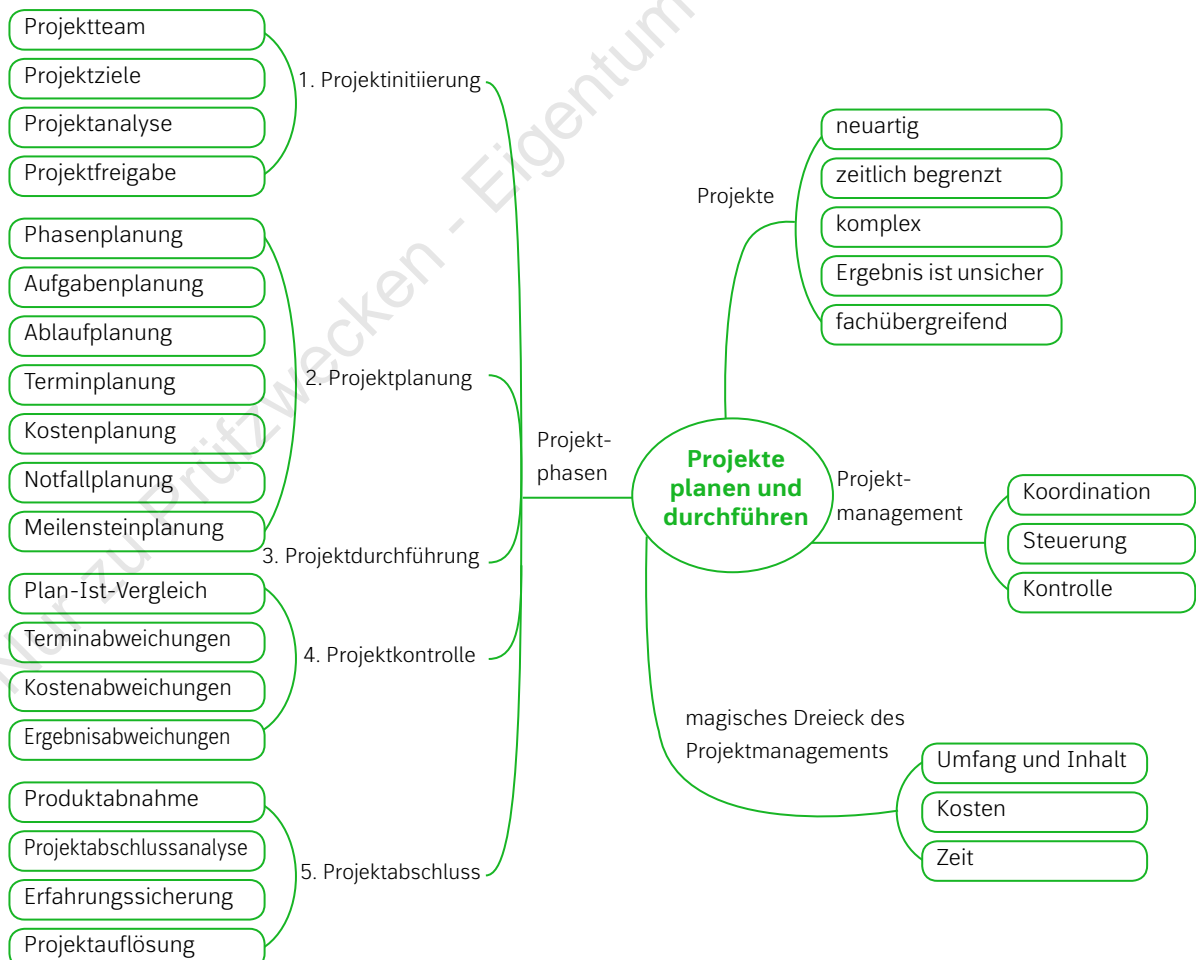 Projektteam
Projektziele
Projektanalyse
Projektfreigabe
1. Projektinitiierung
Phasenplanung
Aufgabenplanung
Ablaufplanung
Terminplanung
Kostenplanung
Notfallplanung
Meilensteinplanung
2. Projektplanung
3. Projektdurchführung
Plan-Ist-Vergleich
Terminabweichungen
Kostenabweichungen
Ergebnisabweichungen
4. Projektkontrolle
Produktabnahme
Projektabschlussanalyse
Erfahrungssicherung
Projektauflösung
5. Projektabschluss
Projekt-
phasen
Projekte
planen und
durchführen
Projekte
neuartig
zeitlich begrenzt
komplex
Ergebnis ist unsicher
fachübergreifend
Projekt-
management
Koordination
Steuerung
Kontrolle
magisches Dreieck des
Projektmanagements
Umfang und Inhalt
Kosten
Zeit
Nur zu Prüfzwecken - Eigentum